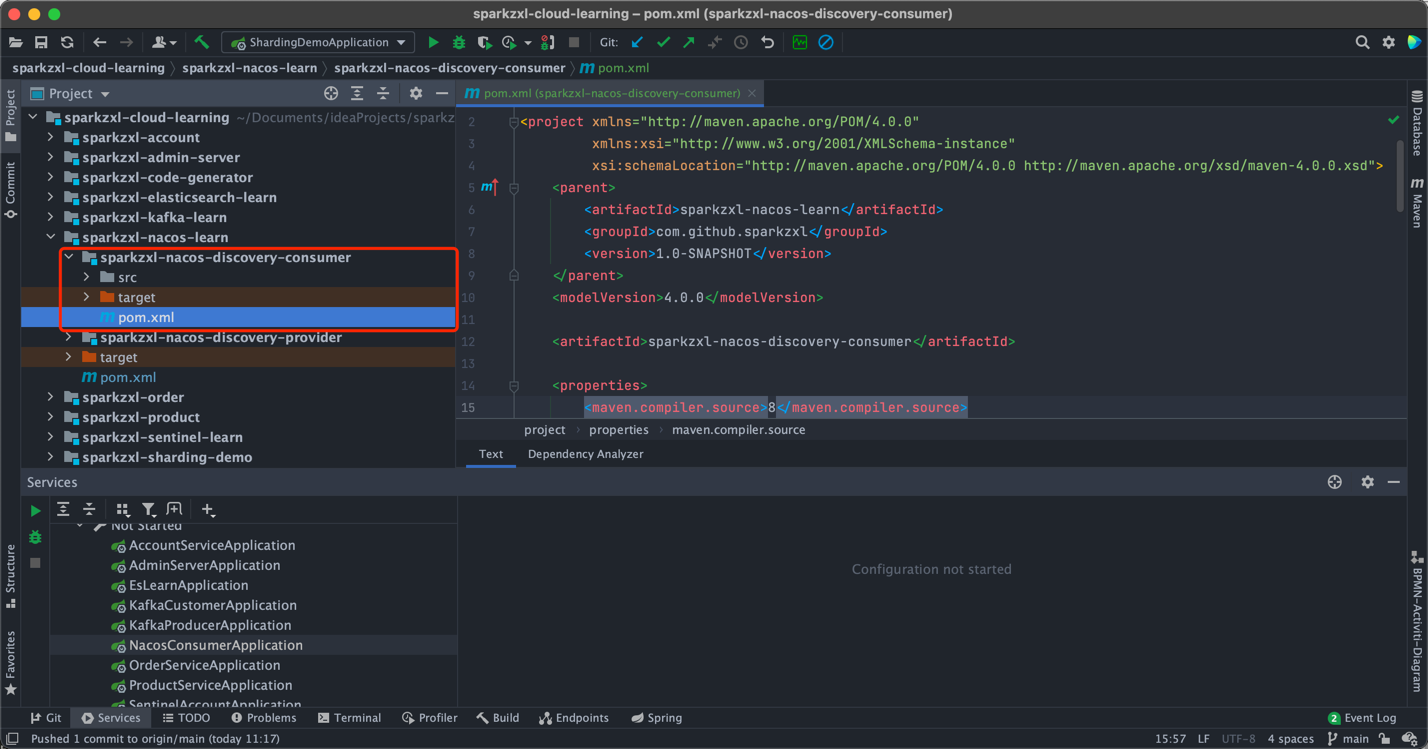 sparkzxl-cloud-learning – pom.xml (sparkzxl-nacos-discovery-consumer)
ShardingDemoApplication
Git:
sparkzxl-cloud-learning
sparkzxl-nacos-learn
sparkzxl-nacos-discovery-consumer
pom.xml
Project
Commit
Structure
Favorites
Project
sparkzxl-cloud-learning ~/Documents/ideaProjects/sparkz
sparkzxl-account
sparkzxl-admin-server
sparkzxl-code-generator
sparkzxl-elasticsearch-learn
sparkzxl-kafka-learn
sparkzxl-nacos-learn
sparkzxl-nacos-discovery-consumer
src
target
pom.xml
sparkzxl-nacos-discovery-provider
target
pom.xml
sparkzxl-order
sparkzxl-product
sparkzxl-sentinel-learn
sparkzxl-sharding-demo
pom.xml (sparkzxl-nacos-discovery-consumer)
2 <project xmlns="http://maven.apache.org/POM/4.0.0"
3 xmlns:xsi="http://www.w3.org/2001/XMLSchema-instance"
4 xsi:schemaLocation="http://maven.apache.org/POM/4.0.0 http://maven.apache.org/xsd/maven-4.0.0.xsd">
5 <parent>
6 <artifactId>sparkzxl-nacos-learn</artifactId>
7 <groupId>com.github.sparkzxl</groupId>
8 <version>1.0-SNAPSHOT</version>
9 </parent>
10 <modelVersion>4.0.0</modelVersion>
11
12 <artifactId>sparkzxl-nacos-discovery-consumer</artifactId>
13
14 <properties>
15 <maven.compiler.source>8</maven.compiler.source>
project
properties
maven.compiler.source
Text
Dependency Analyzer
Database
Maven
BPMN-Activiti-Diagram
Services
Not Started
AccountServiceApplication
AdminServerApplication
EsLearnApplication
KafkaCustomerApplication
KafkaProducerApplication
NacosConsumerApplication
OrderServiceApplication
ProductServiceApplication
SentinelAccountApplication
Configuration not started
Git
Services
TODO
Problems
Terminal
Profiler
Build
Endpoints
Spring
2 Event Log
Pushed 1 commit to origin/main (today 11:17)
15:57
LF
UTF-8
4 spaces
main